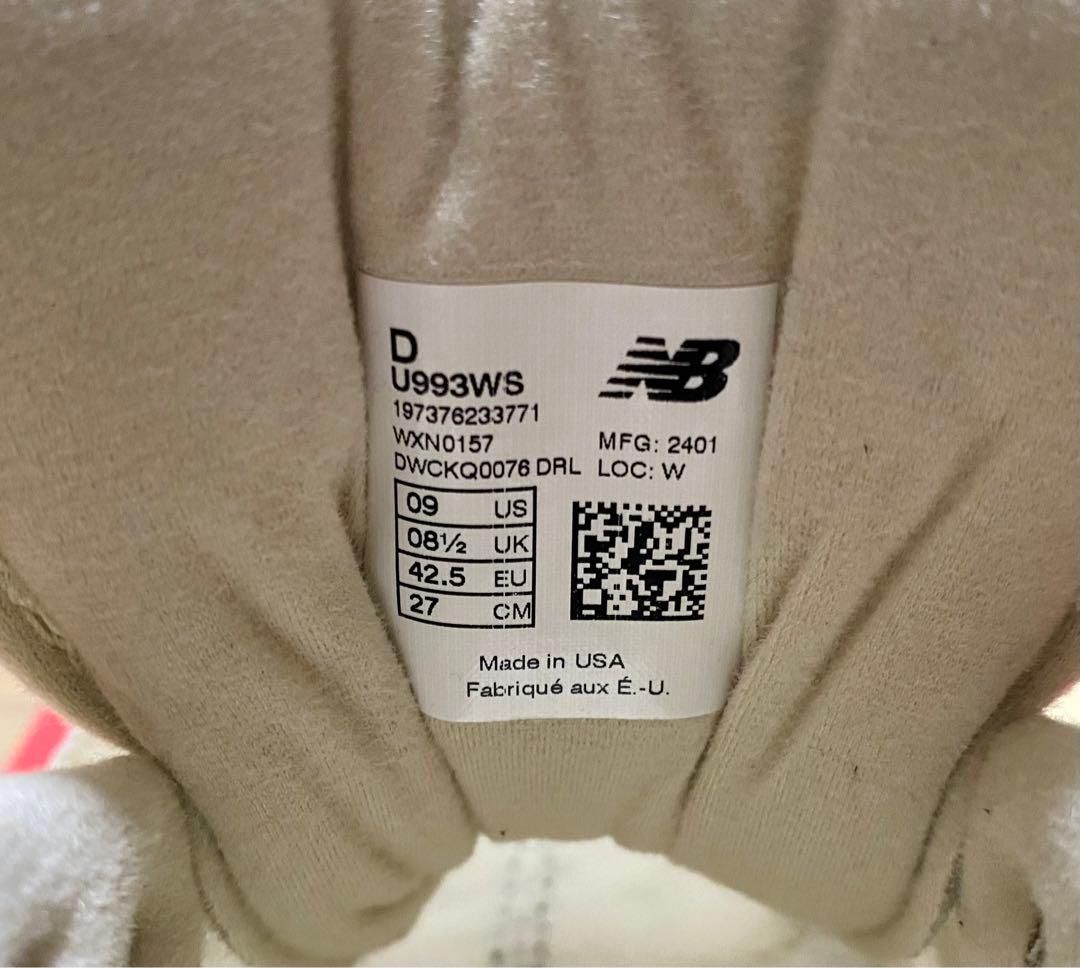 D
U993WS
197376233771
WXN0157
DWCKQ0076 DRL
NB
MFG: 2401
LOC: W
09 US
08½ UK
42.5 EU
27 CM
Made in USA
Fabriqué aux É.-U.